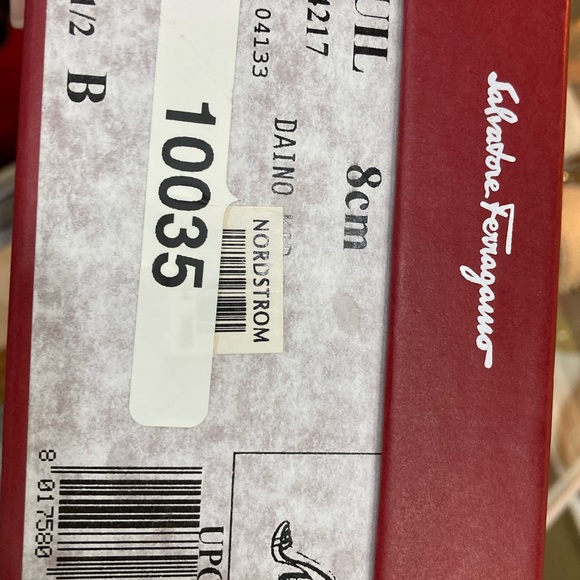 Salvatore Ferragamo
UIL
4217
04133
8cm
DAINO
10035
NORDSTROM
1/2 B
UPC
8 017580